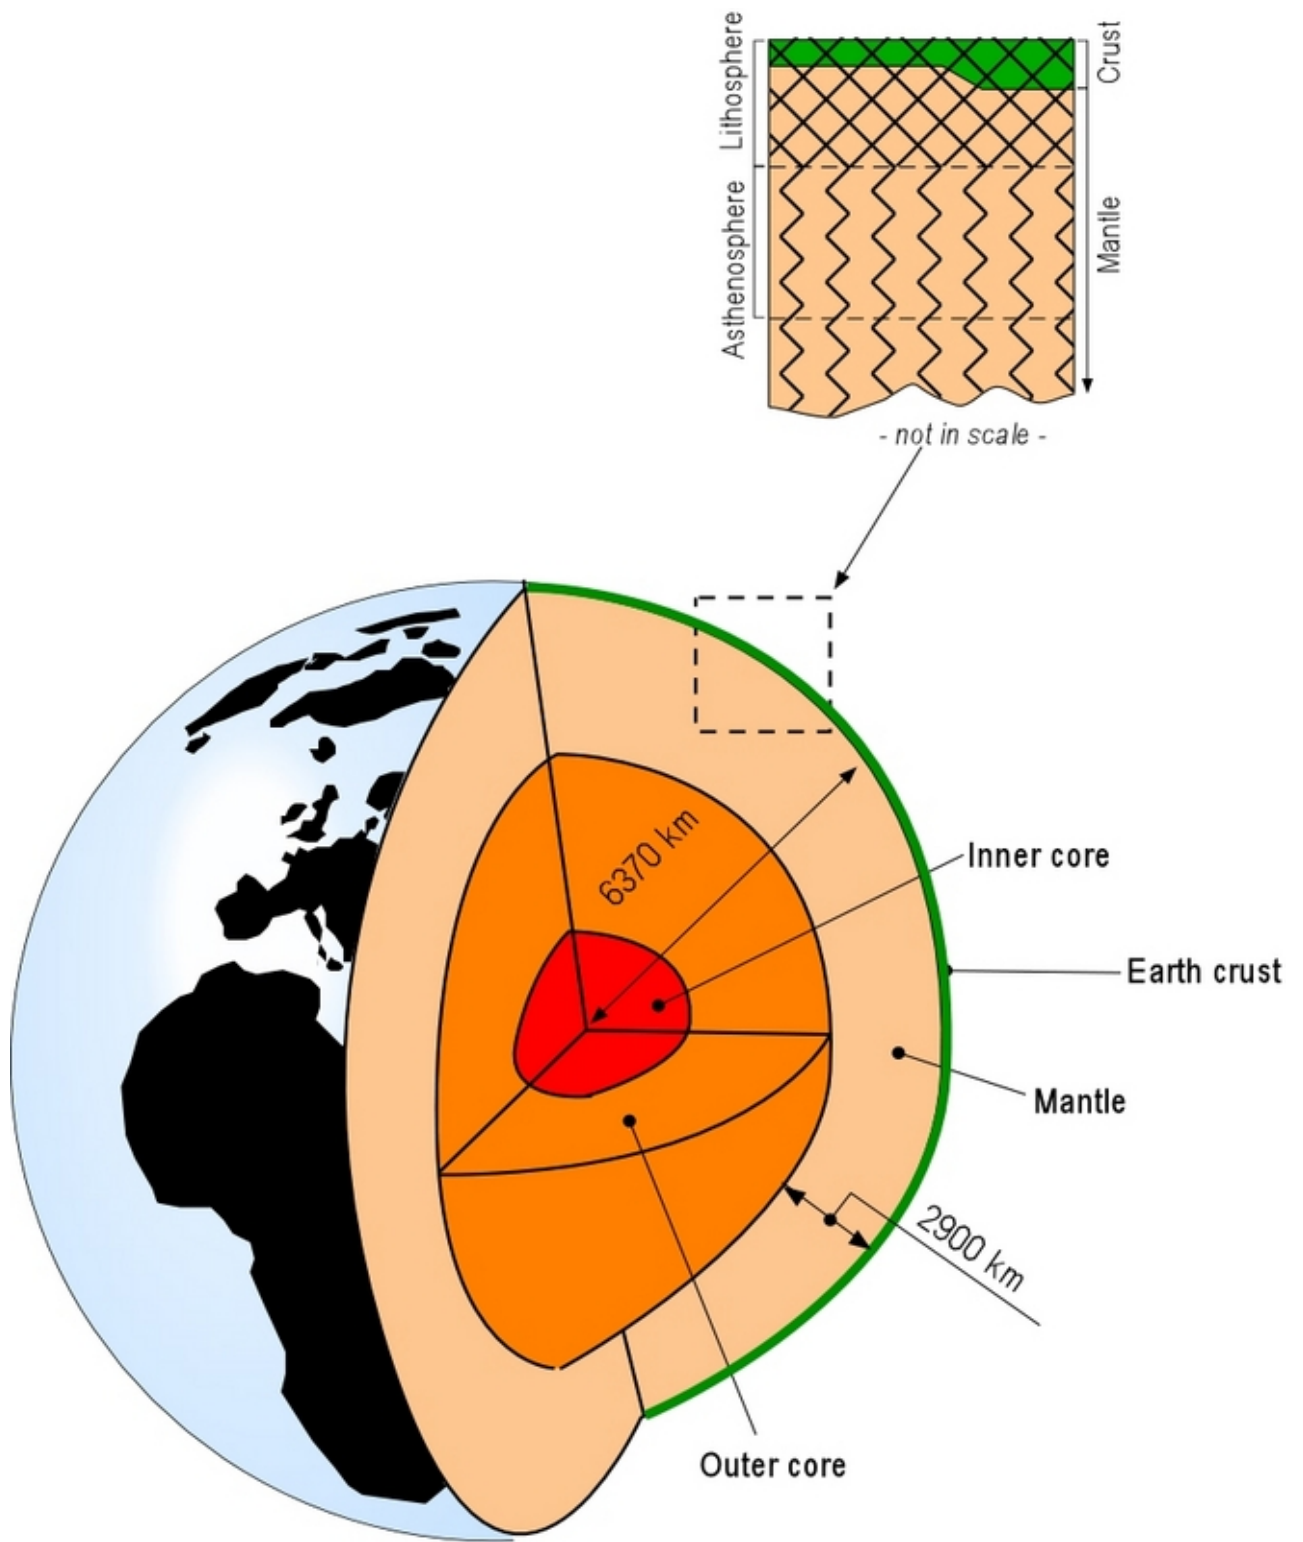 Lithosphere
Crust
Asthenosphere
Mantle
- not in scale -
6370 km
Inner core
Earth crust
Mantle
2900 km
Outer core